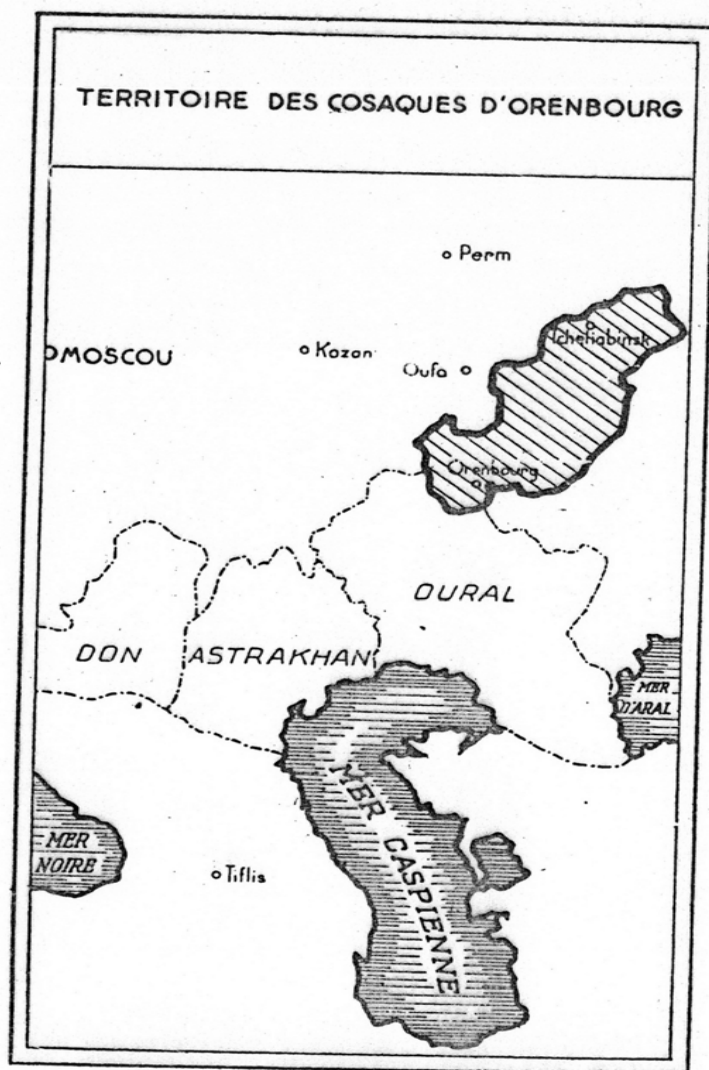 TERRITOIRE DES COSAQUES D'ORENBOURG
Perm
MOSCOU
Kazan
Oufa
Tcheliabinsk
Orenbourg
OURAL
DON
ASTRAKHAN
MER
D'ARAL
MER CASPIENNE
MER
NOIRE
Tiflis